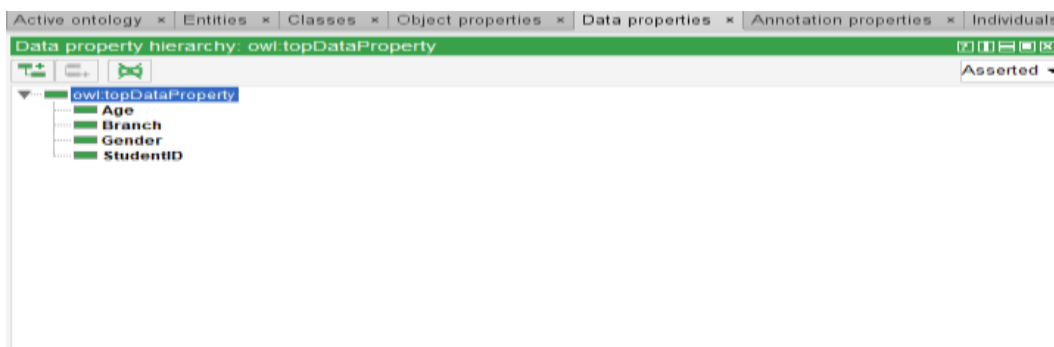 Active ontology × Entities × Classes × Object properties × Data properties × Annotation properties × Individuals
Data property hierarchy: owl:topDataProperty
Asserted
owl:topDataProperty
Age
Branch
Gender
StudentID